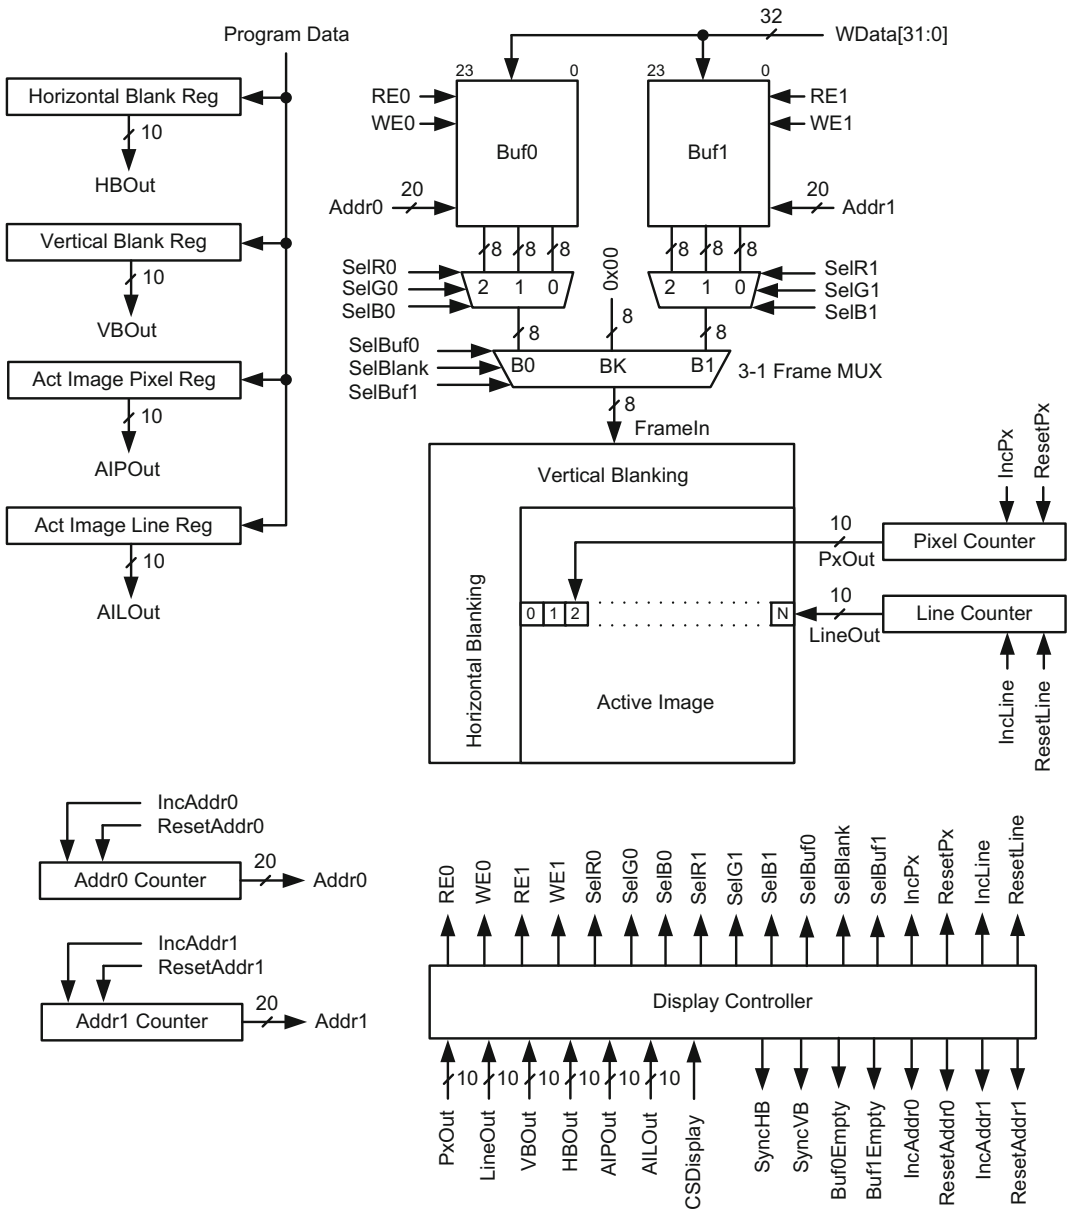 Program Data
Horizontal Blank Reg
10
HBOut
Vertical Blank Reg
10
VBOut
Act Image Pixel Reg
10
AIPOut
Act Image Line Reg
10
AILOut
32
WData[31:0]
23 0
RE0
WE0
Buf0
20
Addr0
8 8 8
SelR0
SelG0
SelB0
2 1 0
8
23 0
RE1
WE1
Buf1
20
Addr1
8 8 8
SelR1
SelG1
SelB1
2 1 0
8
0x00
8
SelBuf0
SelBlank
SelBuf1
B0 BK B1
3-1 Frame MUX
8
FrameIn
Vertical Blanking
Horizontal Blanking
0 1 2 . . . . . . . . . . . . . . . N
Active Image
IncPx
ResetPx
10
PxOut
Pixel Counter
10
LineOut
Line Counter
IncLine
ResetLine
IncAddr0
ResetAddr0
Addr0 Counter
20
Addr0
IncAddr1
ResetAddr1
Addr1 Counter
20
Addr1
RE0
WE0
RE1
WE1
SelR0
SelG0
SelB0
SelR1
SelG1
SelB1
SelBuf0
SelBlank
SelBuf1
IncPx
ResetPx
IncLine
ResetLine
Display Controller
10 10 10 10 10 10
PxOut
LineOut
VBOut
HBOut
AIPOut
AILOut
CSDisplay
SyncHB
SyncVB
Buf0Empty
Buf1Empty
IncAddr0
ResetAddr0
IncAddr1
ResetAddr1